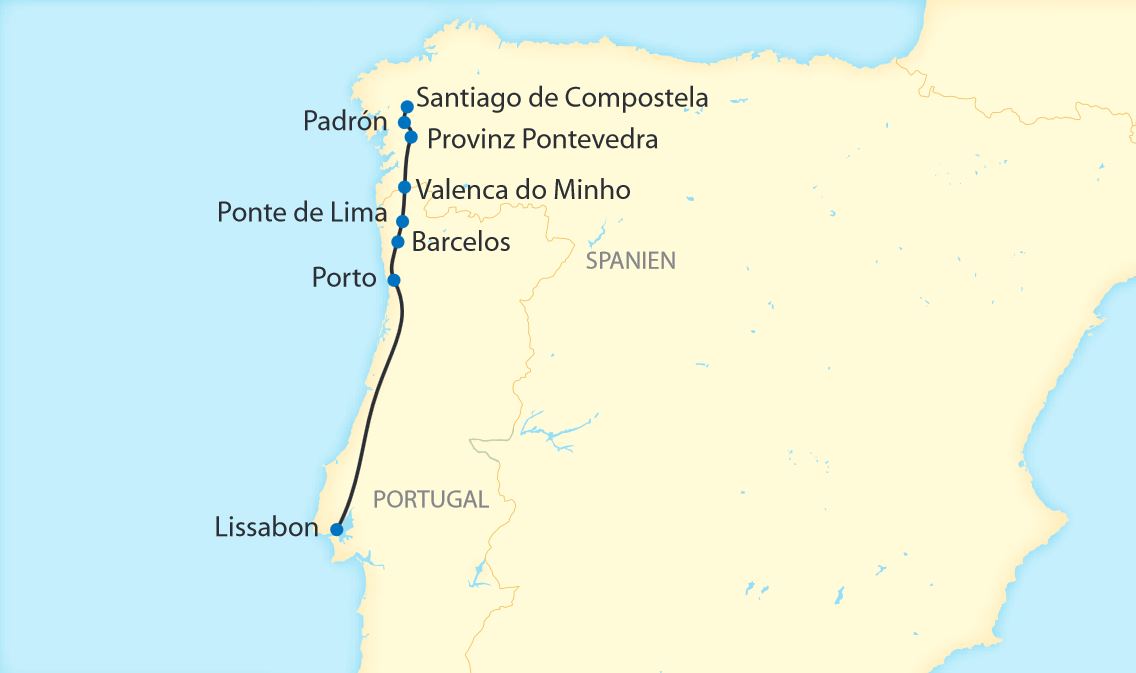 Santiago de Compostela
Padrón
Provinz Pontevedra
Valenca do Minho
Ponte de Lima
Barcelos
SPANIEN
Porto
PORTUGAL
Lissabon